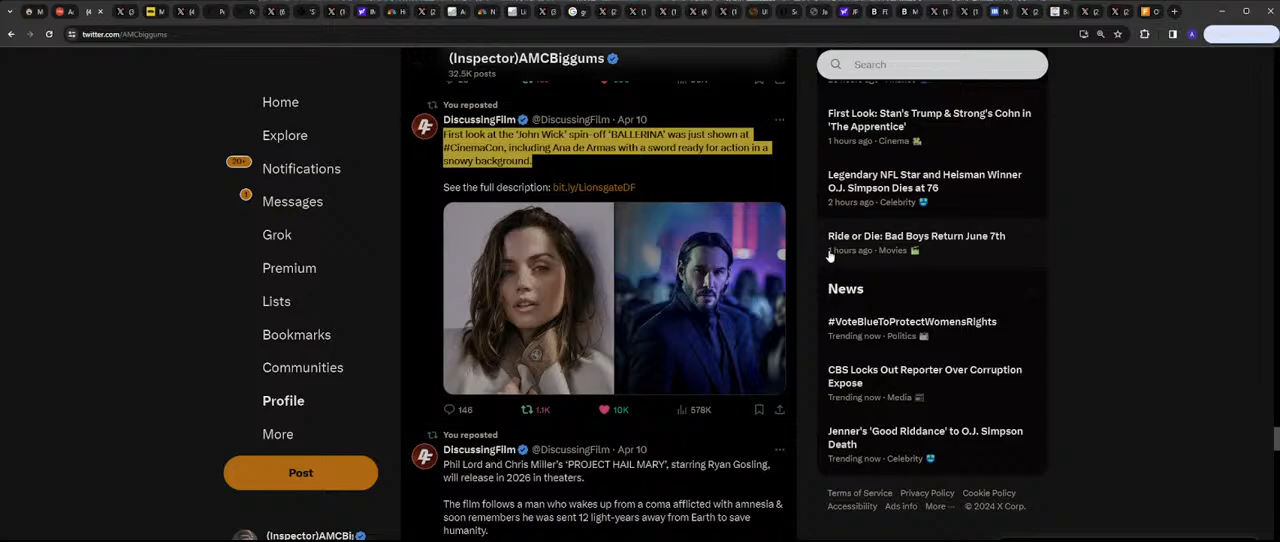 twitter.com/AMCbiggums
(Inspector)AMCBiggums
32.5K posts
Search
Home
Explore
20+
Notifications
1
Messages
Grok
Premium
Lists
Bookmarks
Communities
Profile
More
Post
(Inspector)AMCBi
You reposted
DiscussingFilm @DiscussingFilm · Apr 10
First look at the 'John Wick' spin-off 'BALLERINA' was just shown at
#CinemaCon, including Ana de Armas with a sword ready for action in a
snowy background.
See the full description: bit.ly/LionsgateDF
146 1.1K 10K 578K
You reposted
DiscussingFilm @DiscussingFilm · Apr 10
Phil Lord and Chris Miller's 'PROJECT HAIL MARY', starring Ryan Gosling,
will release in 2026 in theaters.
The film follows a man who wakes up from a coma afflicted with amnesia &
soon remembers he was sent 12 light-years away from Earth to save
humanity.
First Look: Stan's Trump & Strong's Cohn in
'The Apprentice'
1 hours ago · Cinema
Legendary NFL Star and Heisman Winner
O.J. Simpson Dies at 76
2 hours ago · Celebrity
Ride or Die: Bad Boys Return June 7th
hours ago · Movies
News
#VoteBlueToProtectWomensRights
Trending now · Politics
CBS Locks Out Reporter Over Corruption
Expose
Trending now · Media
Jenner's 'Good Riddance' to O.J. Simpson
Death
Trending now · Celebrity
Terms of Service Privacy Policy Cookie Policy
Accessibility Ads info More ··· © 2024 X Corp.